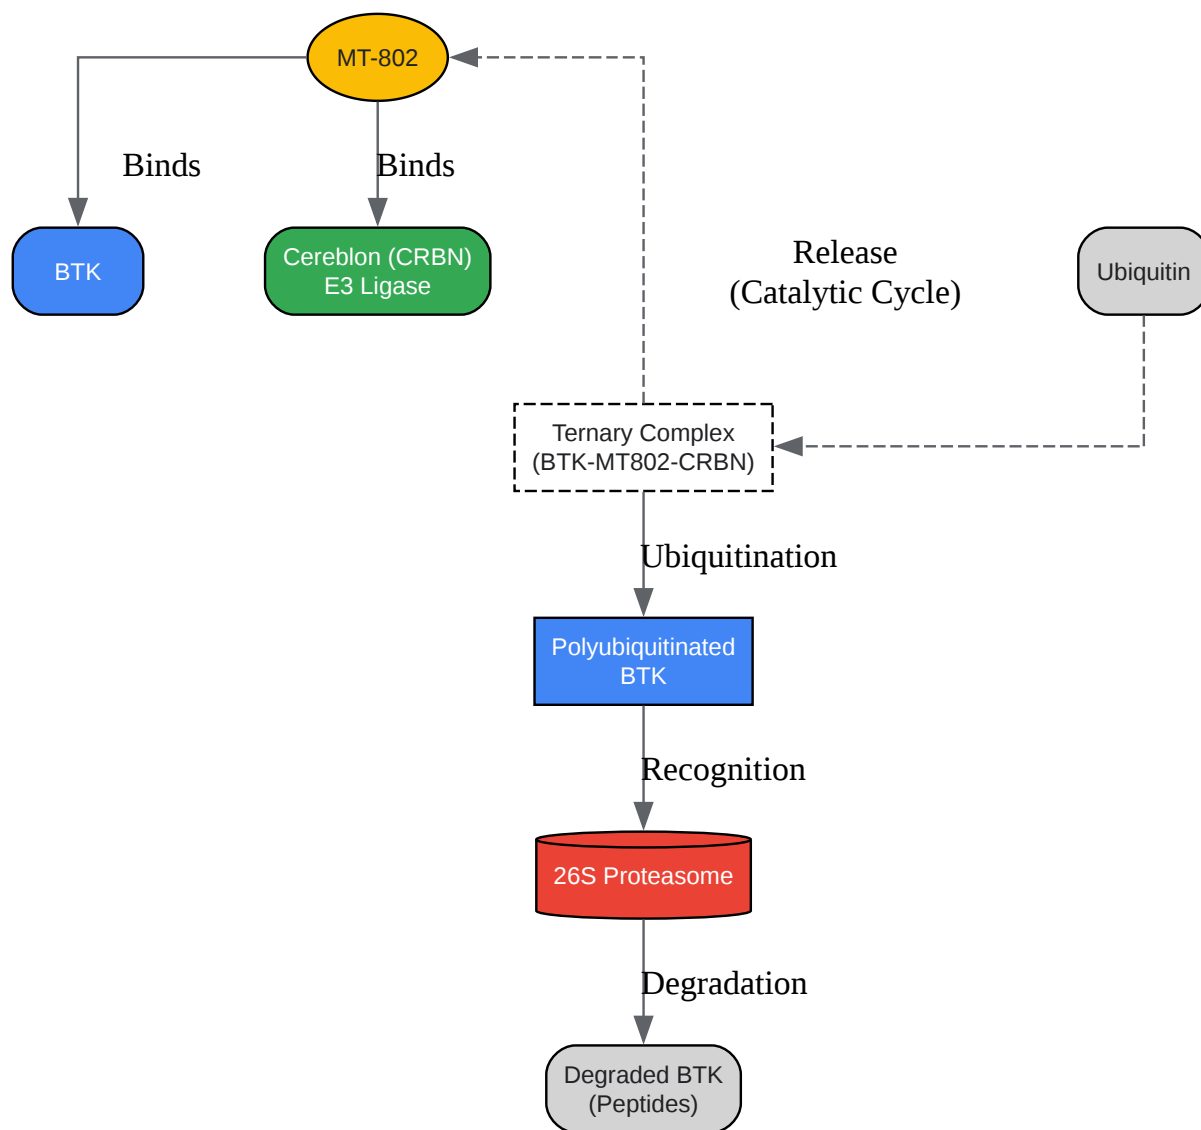 MT-802
Binds
Binds
BTK
Cereblon (CRBN)
E3 Ligase
Release
(Catalytic Cycle)
Ubiquitin
Ternary Complex
(BTK-MT802-CRBN)
Ubiquitination
Polyubiquitinated
BTK
Recognition
26S Proteasome
Degradation
Degraded BTK
(Peptides)